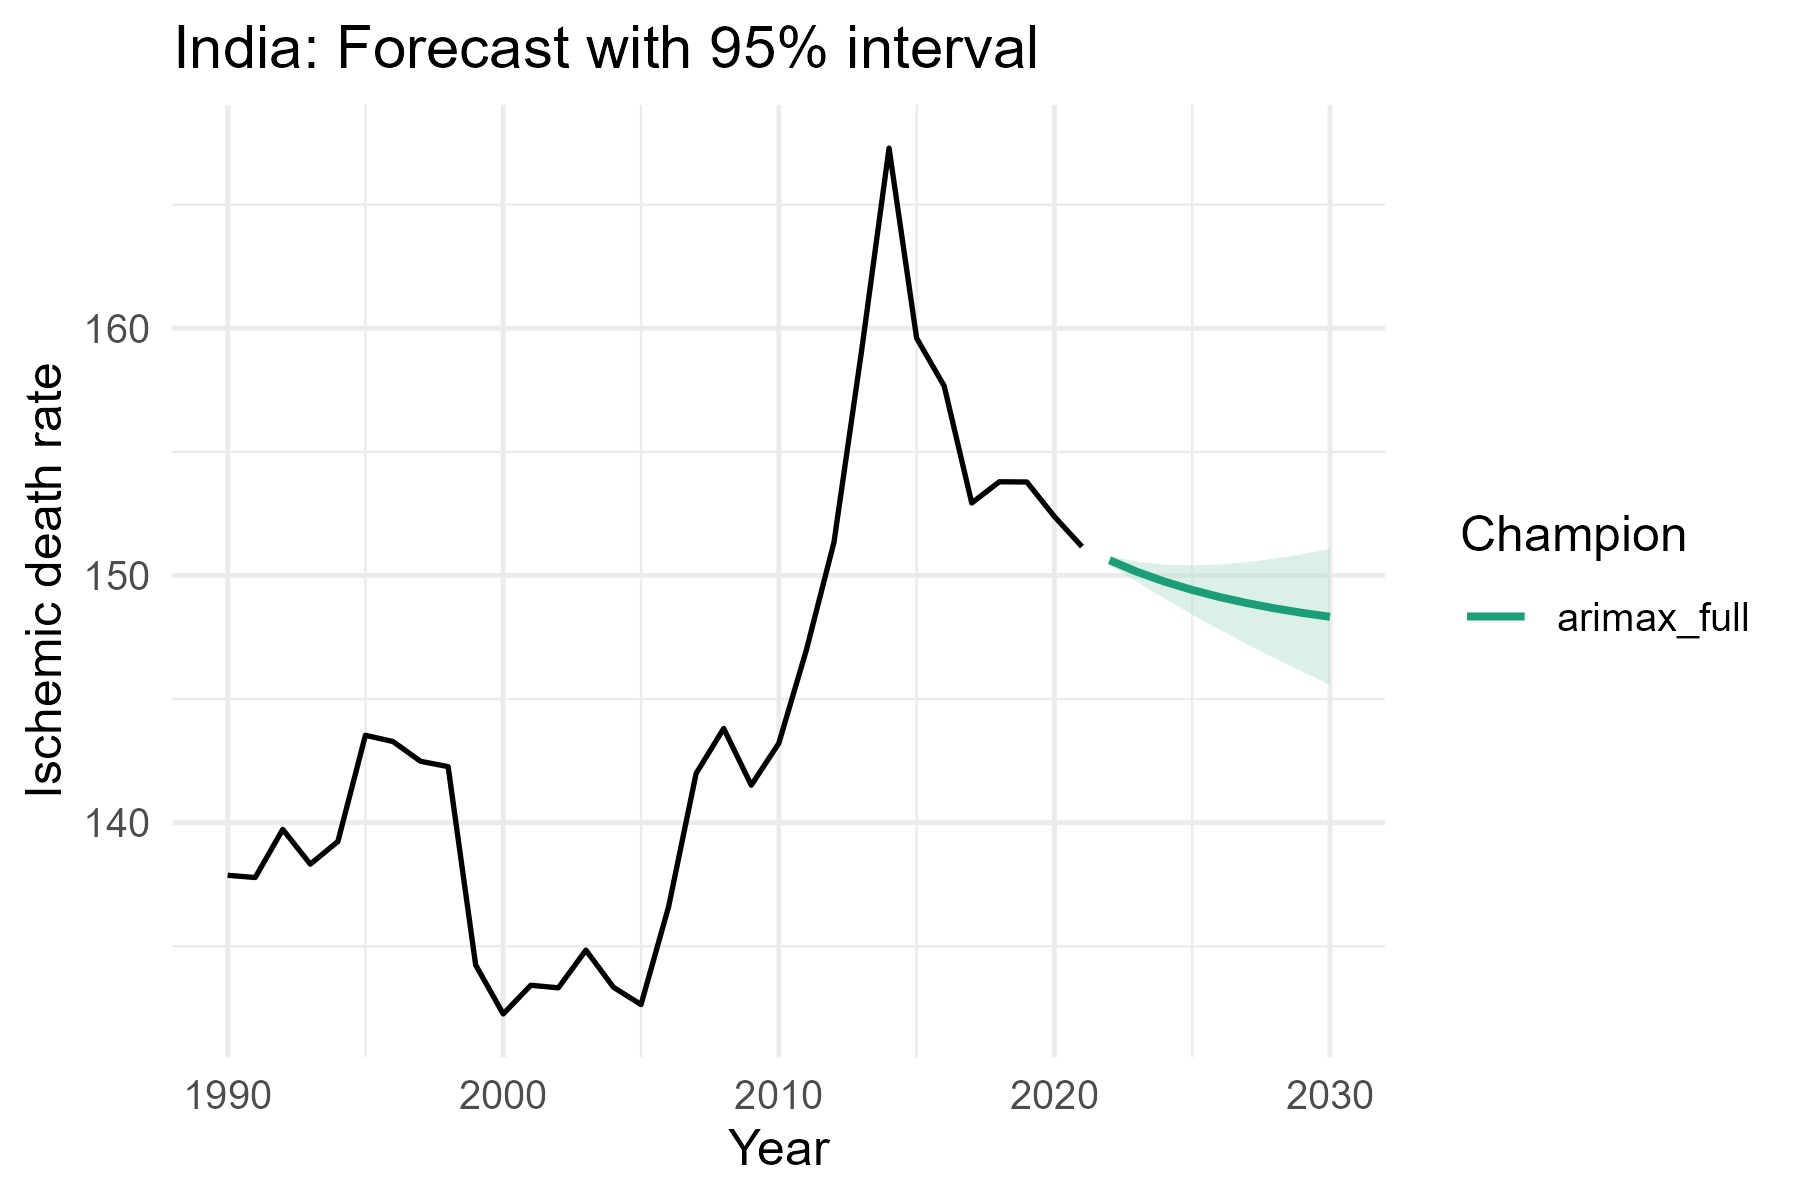 India: Forecast with 95% interval
Ischemic death rate
160
150
140
1990 2000 2010 2020 2030
Year
Champion
arimax_full